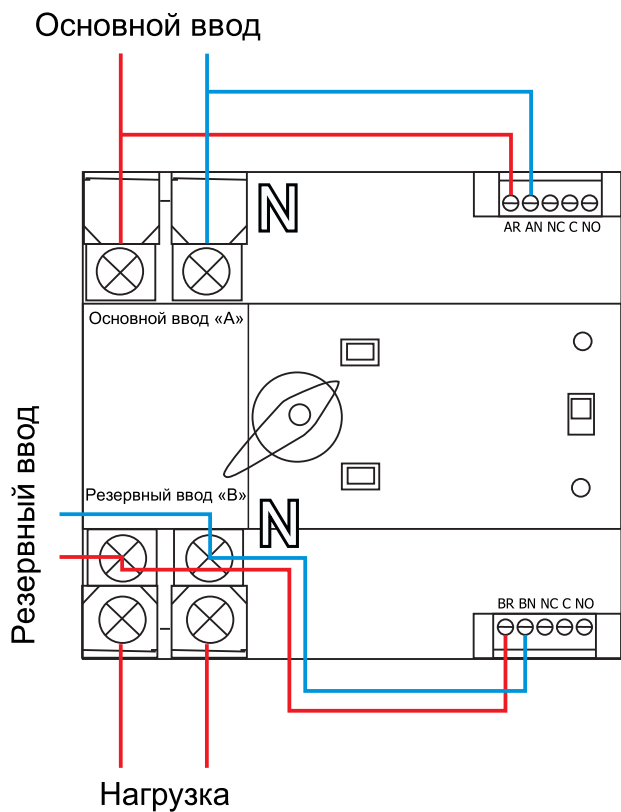 Основной ввод
N
AR AN NC C NO
Основной ввод «А»
Резервный ввод
Резервный ввод «В»
N
BR BN NC C NO
Нагрузка